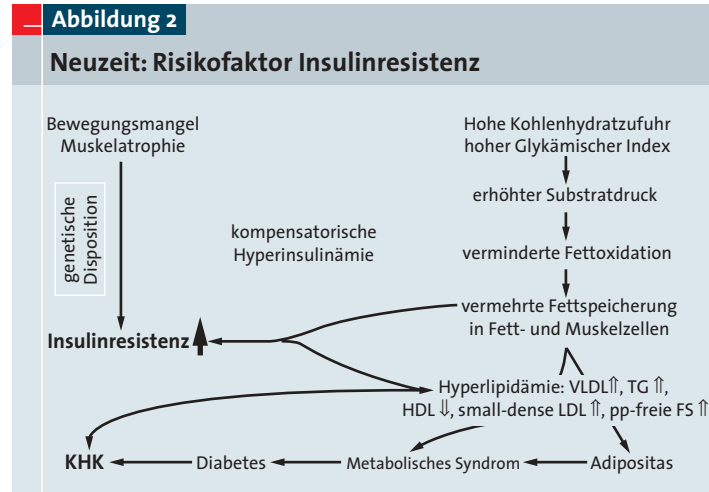 Abbildung 2
Neuzeit: Risikofaktor Insulinresistenz
Bewegungsmangel
Muskelatrophie
Hohe Kohlenhydratzufuhr
hoher Glykämischer Index
genetische
Disposition
erhöhter Substratdruck
kompensatorische
Hyperinsulinämie
verminderte Fettoxidation
vermehrte Fettspeicherung
in Fett- und Muskelzellen
Insulinresistenz
Hyperlipidämie: VLDL⇑, TG ⇑,
HDL ⇓, small-dense LDL ⇑, pp-freie FS ⇑
KHK
Diabetes
Metabolisches Syndrom
Adipositas